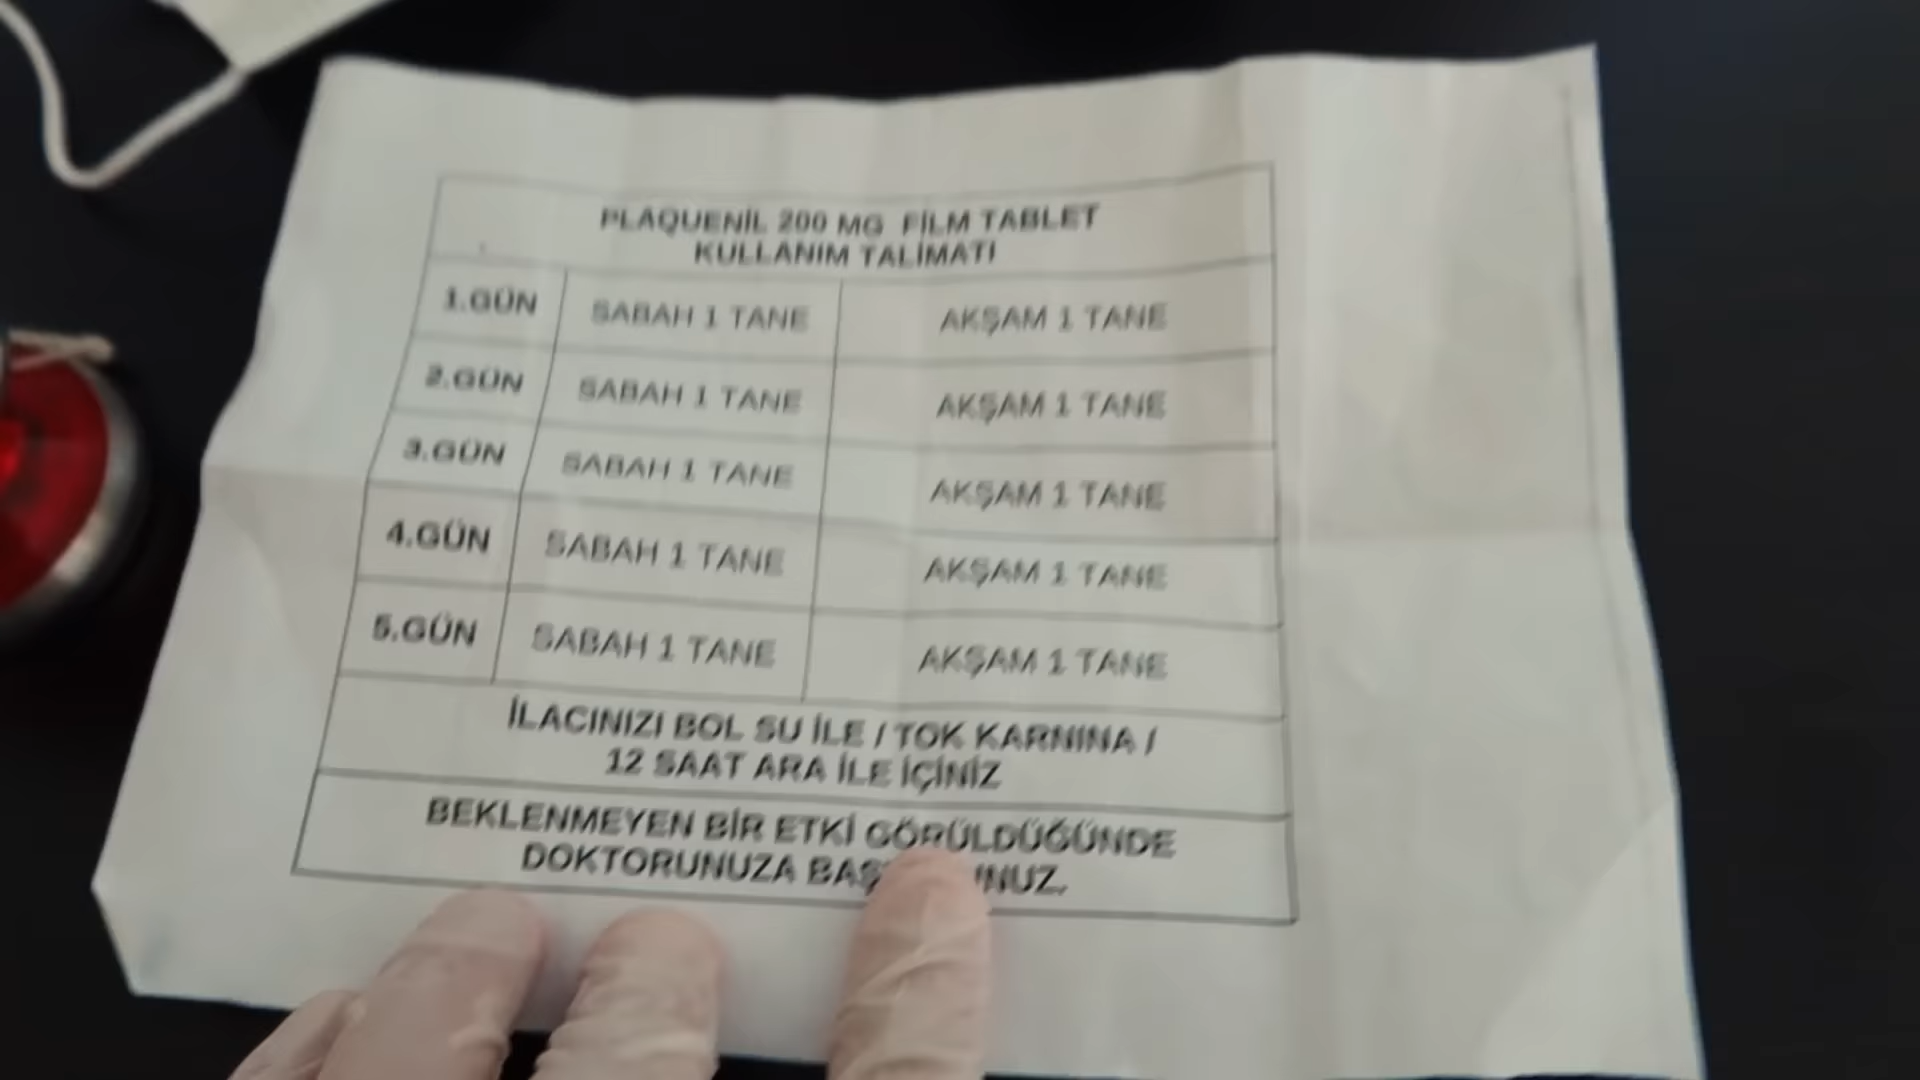 PLAQUENİL 200 MG FİLM TABLET
KULLANIM TALİMATI
1.GÜN SABAH 1 TANE AKŞAM 1 TANE
2.GÜN SABAH 1 TANE AKŞAM 1 TANE
3.GÜN SABAH 1 TANE AKŞAM 1 TANE
4.GÜN SABAH 1 TANE AKŞAM 1 TANE
5.GÜN SABAH 1 TANE AKŞAM 1 TANE
İLACINIZI BOL SU İLE / TOK KARNINA /
12 SAAT ARA İLE İÇİNİZ
BEKLENMEYEN BİR ETKİ GÖRÜLDÜĞÜNDE
DOKTORUNUZA